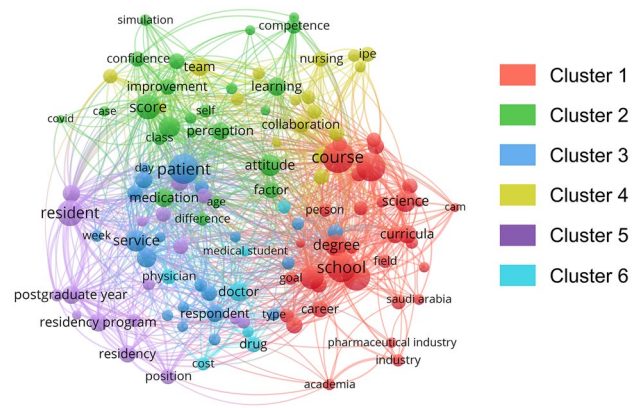 simulation
competence
confidence
team
nursing
ipe
improvement
learning
score
case
self
covid
class
perception
collaboration
course
day
patient
attitude
medication
age
factor
science
resident
difference
person
cam
week
service
medical student
degree
curricula
physician
goal
school
field
postgraduate year
doctor
saudi arabia
residency program
respondent
type
career
drug
pharmaceutical industry
residency
cost
industry
position
academia
Cluster 1
Cluster 2
Cluster 3
Cluster 4
Cluster 5
Cluster 6